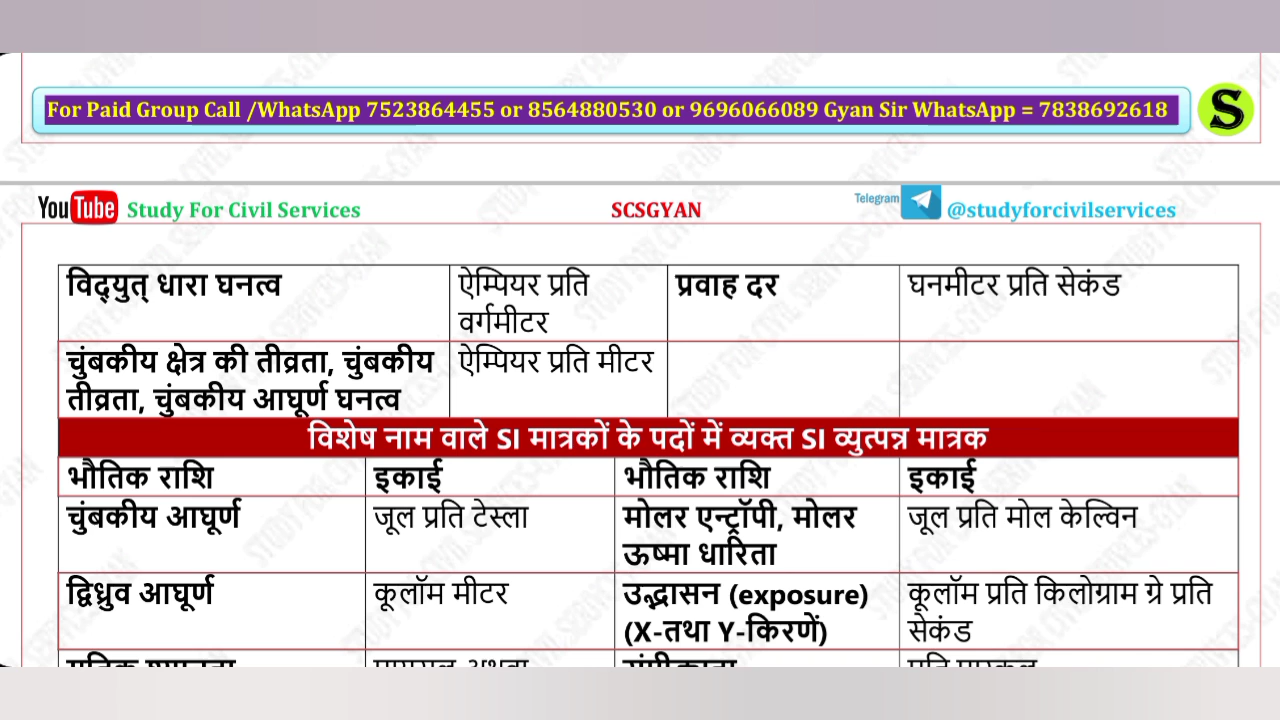 For Paid Group Call /WhatsApp 7523864455 or 8564880530 or 9696066089 Gyan Sir WhatsApp = 7838692618
S
YouTube Study For Civil Services SCSGYAN Telegram @studyforcivilservices
विद्युत् धारा घनत्व ऐम्पियर प्रति प्रवाह दर घनमीटर प्रति सेकंड
वर्गमीटर
चुंबकीय क्षेत्र की तीव्रता, चुंबकीय ऐम्पियर प्रति मीटर
तीव्रता, चुंबकीय आघूर्ण घनत्व
विशेष नाम वाले SI मात्रकों के पदों में व्यक्त SI व्युत्पन्न मात्रक
भौतिक राशि इकाई भौतिक राशि इकाई
चुंबकीय आघूर्ण जूल प्रति टेस्ला मोलर एन्ट्रॉपी, मोलर जूल प्रति मोल केल्विन
ऊष्मा धारिता
द्विध्रुव आघूर्ण कूलॉम मीटर उद्भासन (exposure) कूलॉम प्रति किलोग्राम ग्रे प्रति
(X-तथा Y-किरणें) सेकंड